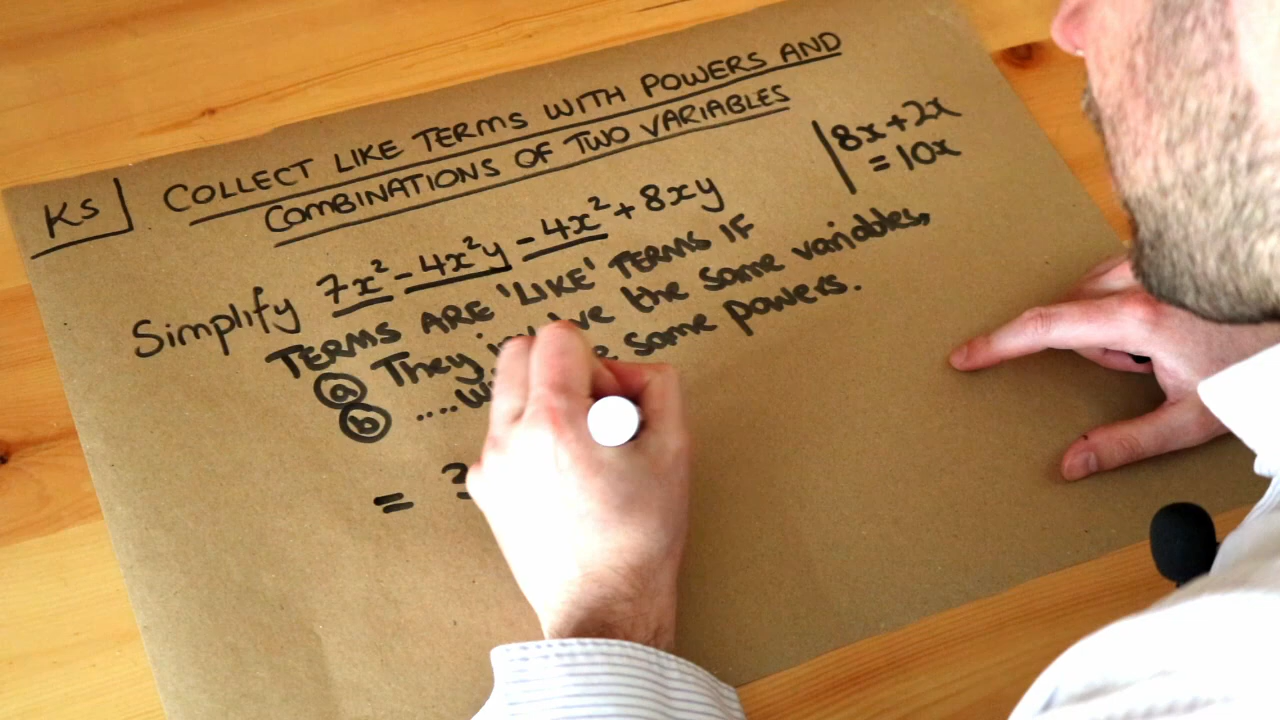 KS
COLLECT LIKE TERMS WITH POWERS AND
COMBINATIONS OF TWO VARIABLES
8x+2x
= 10x
Simplify 7x² - 4x²y - 4x² + 8xy
TERMS ARE 'LIKE' TERMS IF
(a) They the same variables,
(b) .... same powers.
= 3